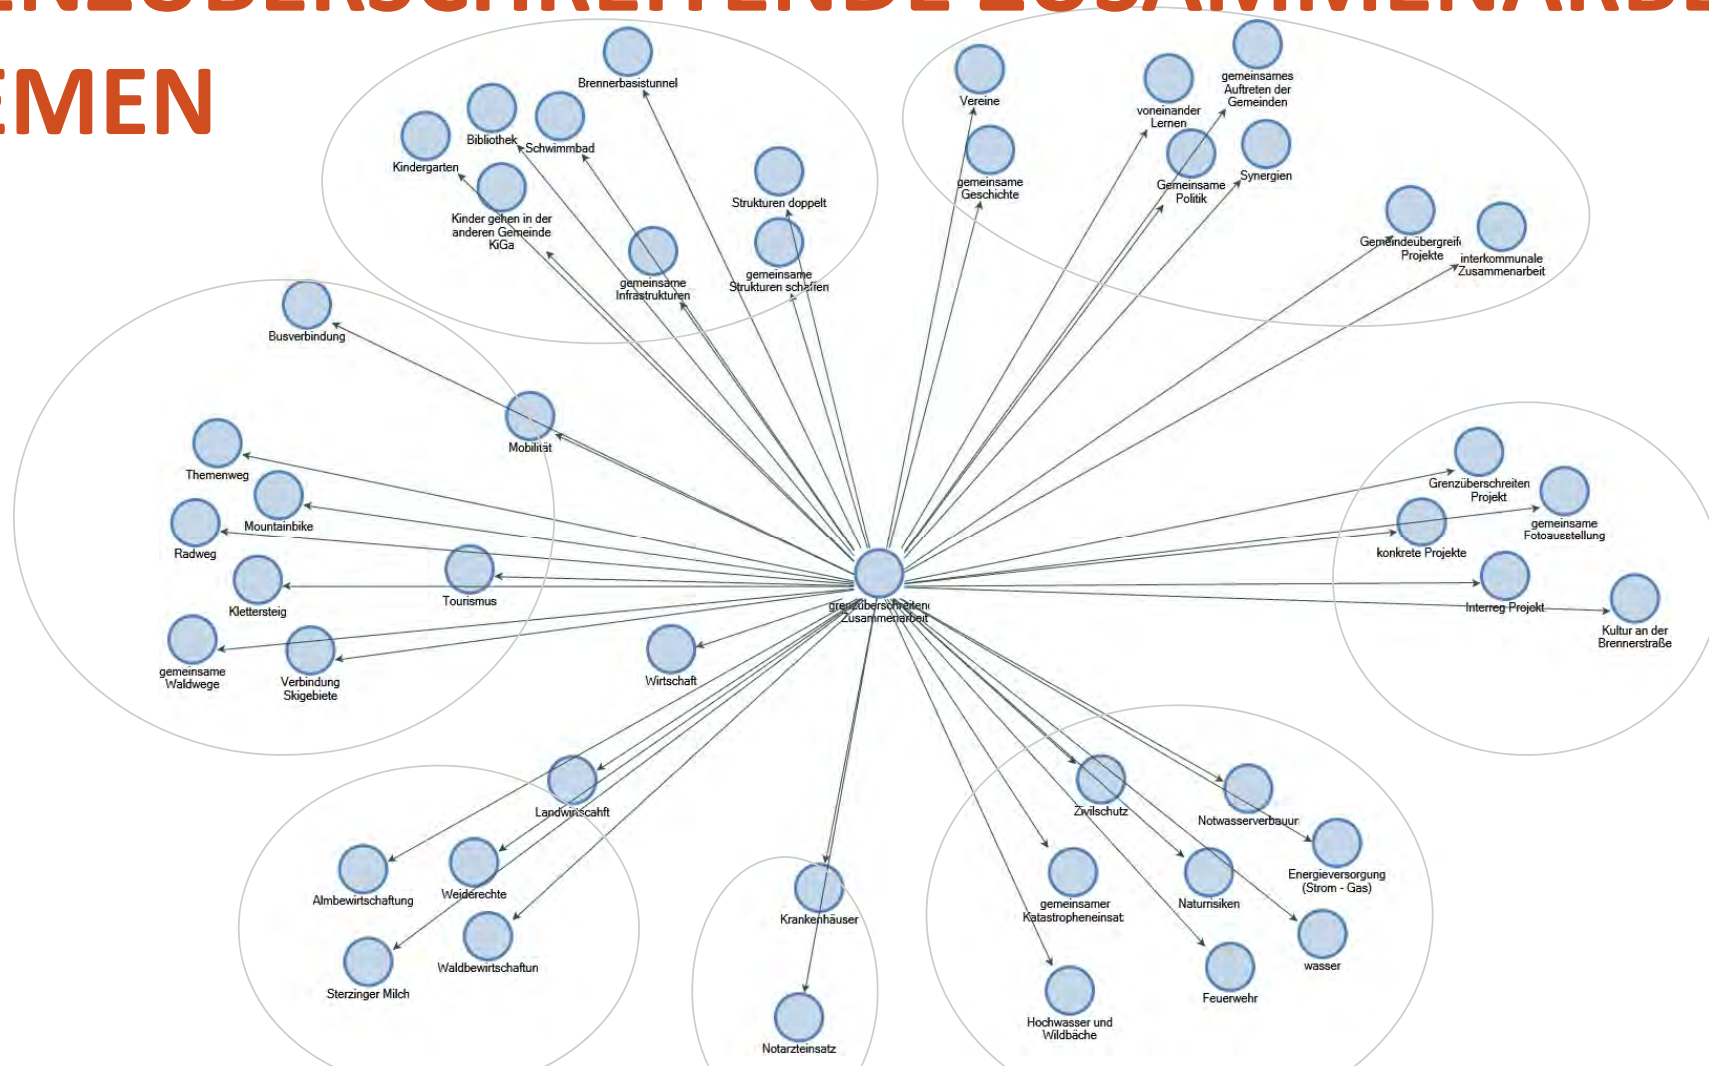 ENZÜBERSCHREITENDE ZUSAMMENARBE
EMEN
Brennerbasistunnel
Bibliothek
Schwimmbad
Kindergarten
Kinder gehen in der
anderen Gemeinde
KiGa
Strukturen doppelt
gemeinsame
Strukturen schaffen
gemeinsame
Infrastrukturen
Vereine
gemeinsame
Geschichte
voneinander
Lernen
gemeinsames
Auftreten der
Gemeinden
Gemeinsame
Politik
Synergien
Gemeindeübergreif
Projekte
interkommunale
Zusammenarbeit
Busverbindung
Mobilität
Themenweg
Mountainbike
Radweg
Klettersteig
Tourismus
gemeinsame
Waldwege
Verbindung
Skigebiete
Grenzüberschreiten
Projekt
gemeinsame
Fotoausstellung
konkrete Projekte
Interreg Projekt
Kultur an der
Brennerstraße
grenzüberschreitend
Zusammenarbeit
Wirtschaft
Landwirtscahft
Almbewirtschaftung
Weiderechte
Waldbewirtschaftun
Sterzinger Milch
Krankenhäuser
Notarzteinsatz
Zivilschutz
Notwasserverbauur
Energieversorgung
(Strom - Gas)
gemeinsamer
Katastropheneinsat
Naturrisiken
wasser
Feuerwehr
Hochwasser und
Wildbäche